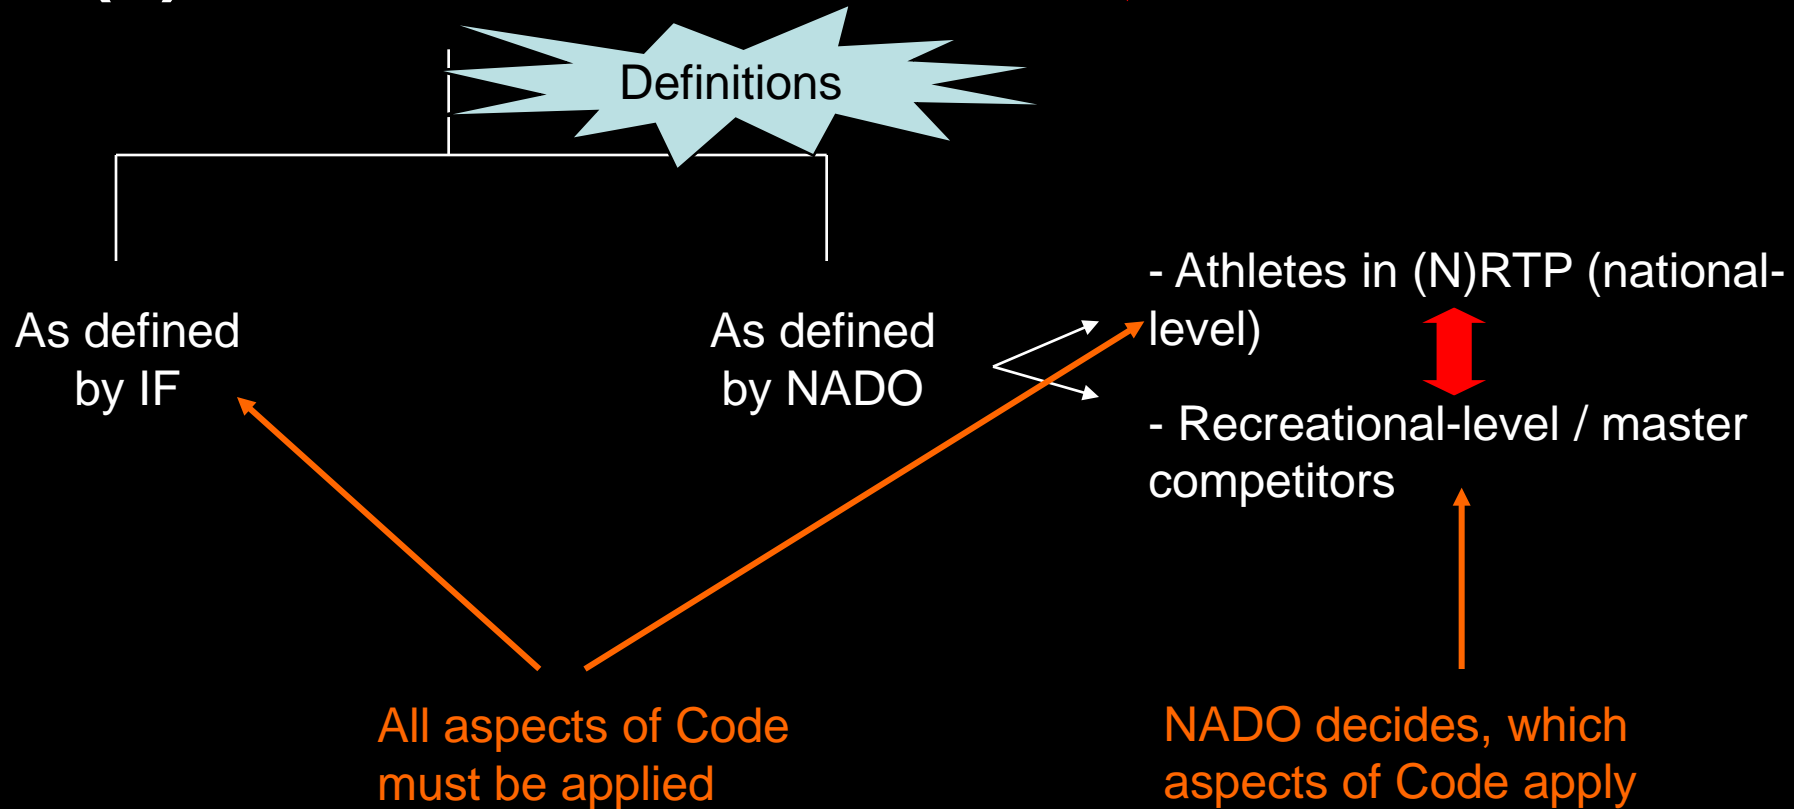 Definitions
As defined
by IF
As defined
by NADO
- Athletes in (N)RTP (national-
level)
- Recreational-level / master
competitors
All aspects of Code
must be applied
NADO decides, which
aspects of Code apply